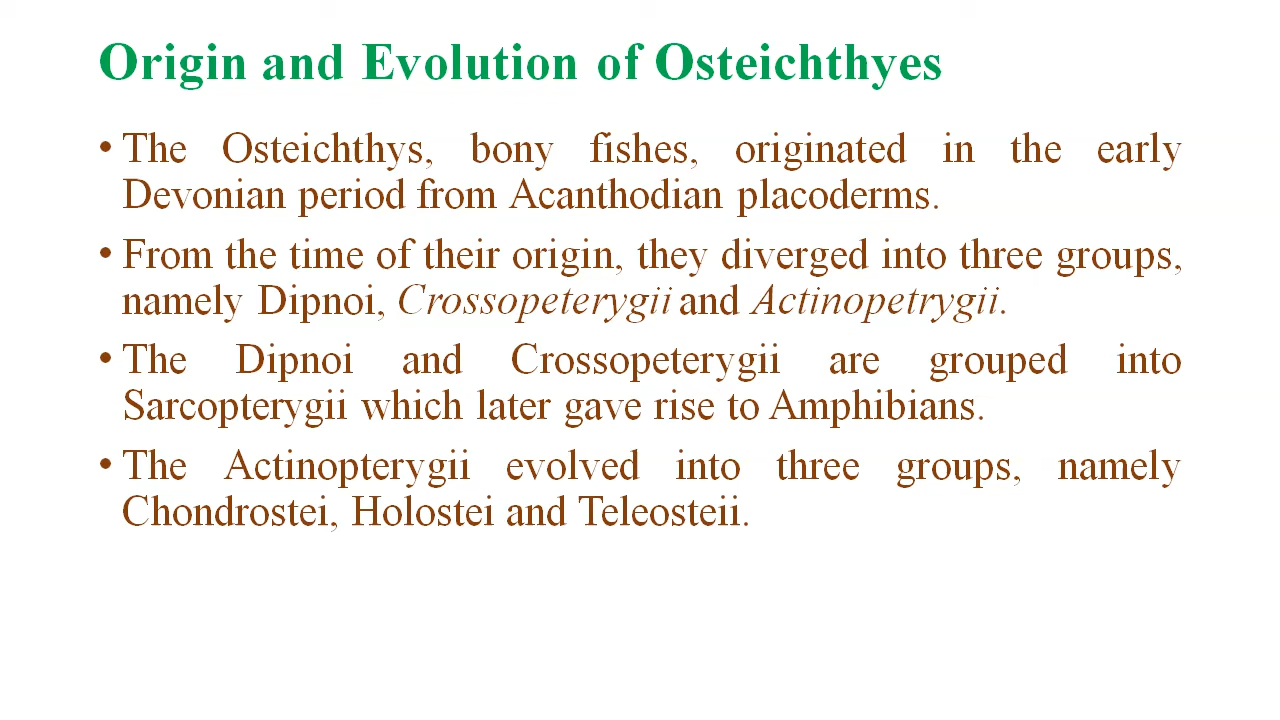 Origin and Evolution of Osteichthyes
• The Osteichthys, bony fishes, originated in the early
Devonian period from Acanthodian placoderms.
• From the time of their origin, they diverged into three groups,
namely Dipnoi, Crossopeterygii and Actinopetrygii.
• The Dipnoi and Crossopeterygii are grouped into
Sarcopterygii which later gave rise to Amphibians.
• The Actinopterygii evolved into three groups, namely
Chondrostei, Holostei and Teleosteii.